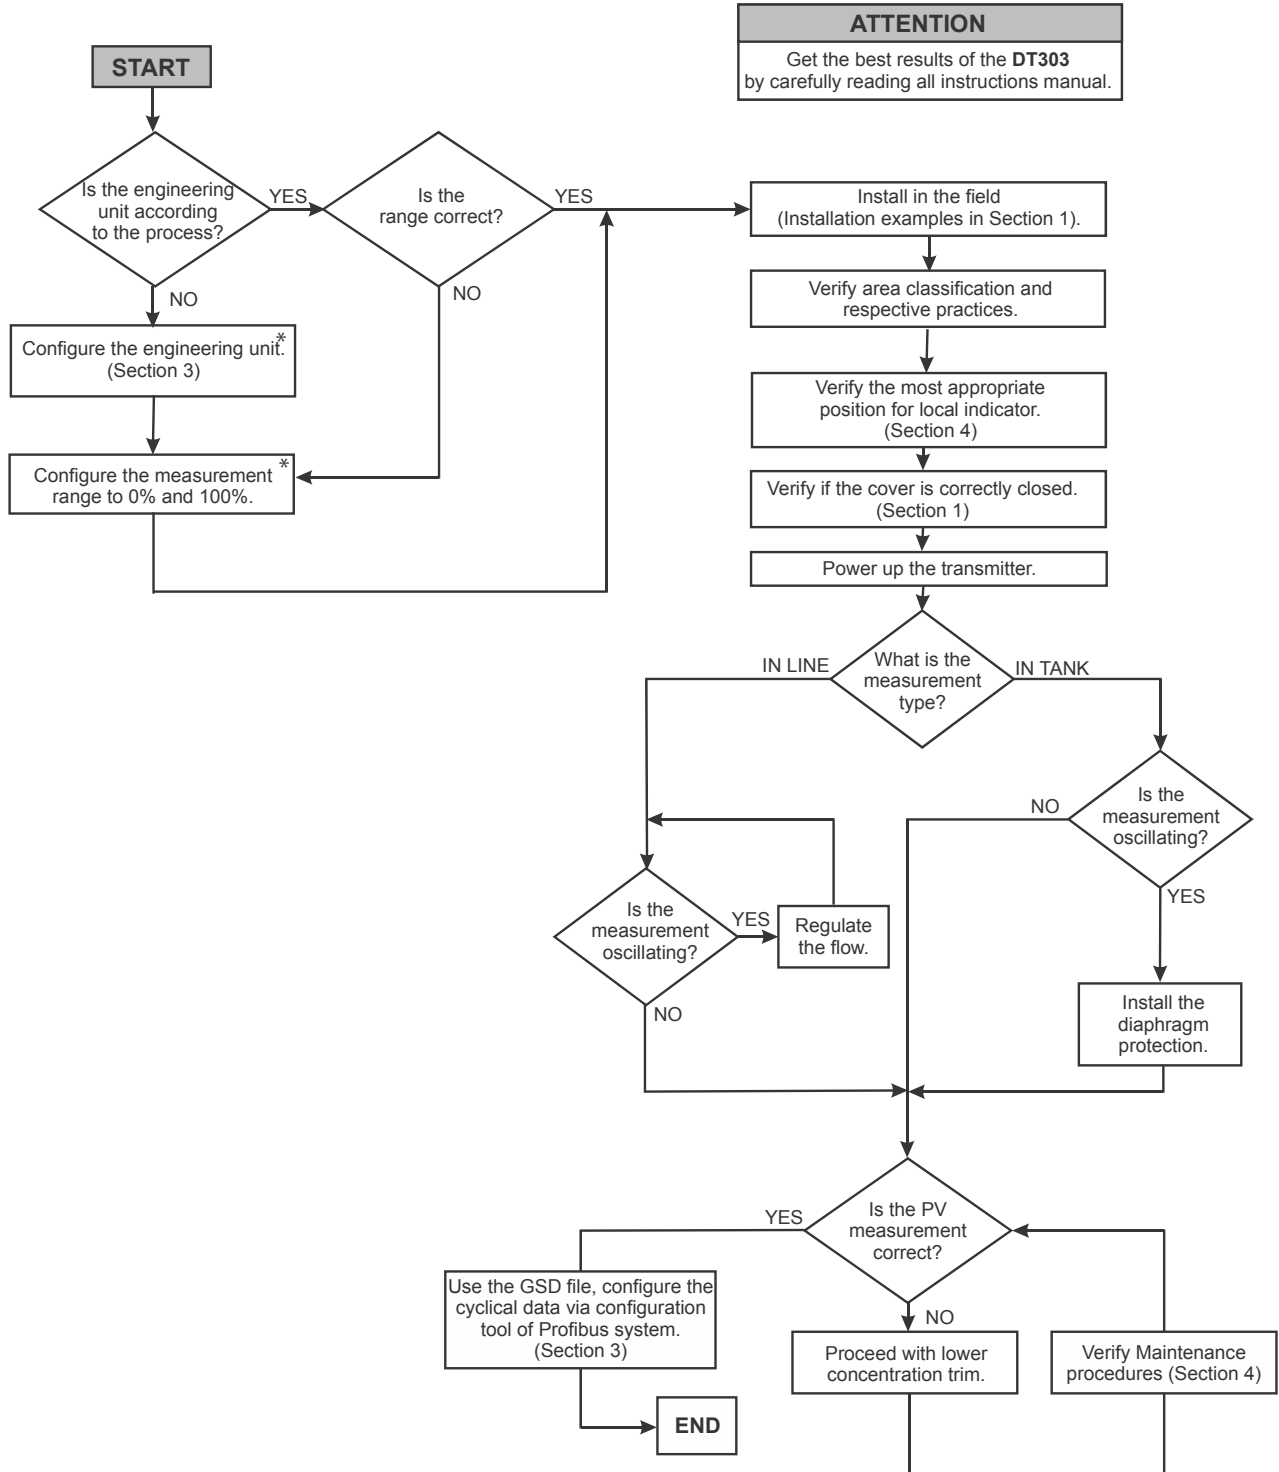 ATTENTION
Get the best results of the DT303
by carefully reading all instructions manual.
START
Is the engineering
unit according
to the process?
YES
Is the
range correct?
YES
Install in the field
(Installation examples in Section 1).
NO
NO
Verify area classification and
respective practices.
Configure the engineering unit.*
(Section 3)
Verify the most appropriate
position for local indicator.
(Section 4)
Configure the measurement *
range to 0% and 100%.
Verify if the cover is correctly closed.
(Section 1)
Power up the transmitter.
IN LINE
What is the
measurement
type?
IN TANK
NO
Is the
measurement
oscillating?
YES
Is the
measurement
oscillating?
YES
Regulate
the flow.
NO
Install the
diaphragm
protection.
YES
Is the PV
measurement
correct?
Use the GSD file, configure the
cyclical data via configuration
tool of Profibus system.
(Section 3)
NO
Proceed with lower
concentration trim.
Verify Maintenance
procedures (Section 4)
END